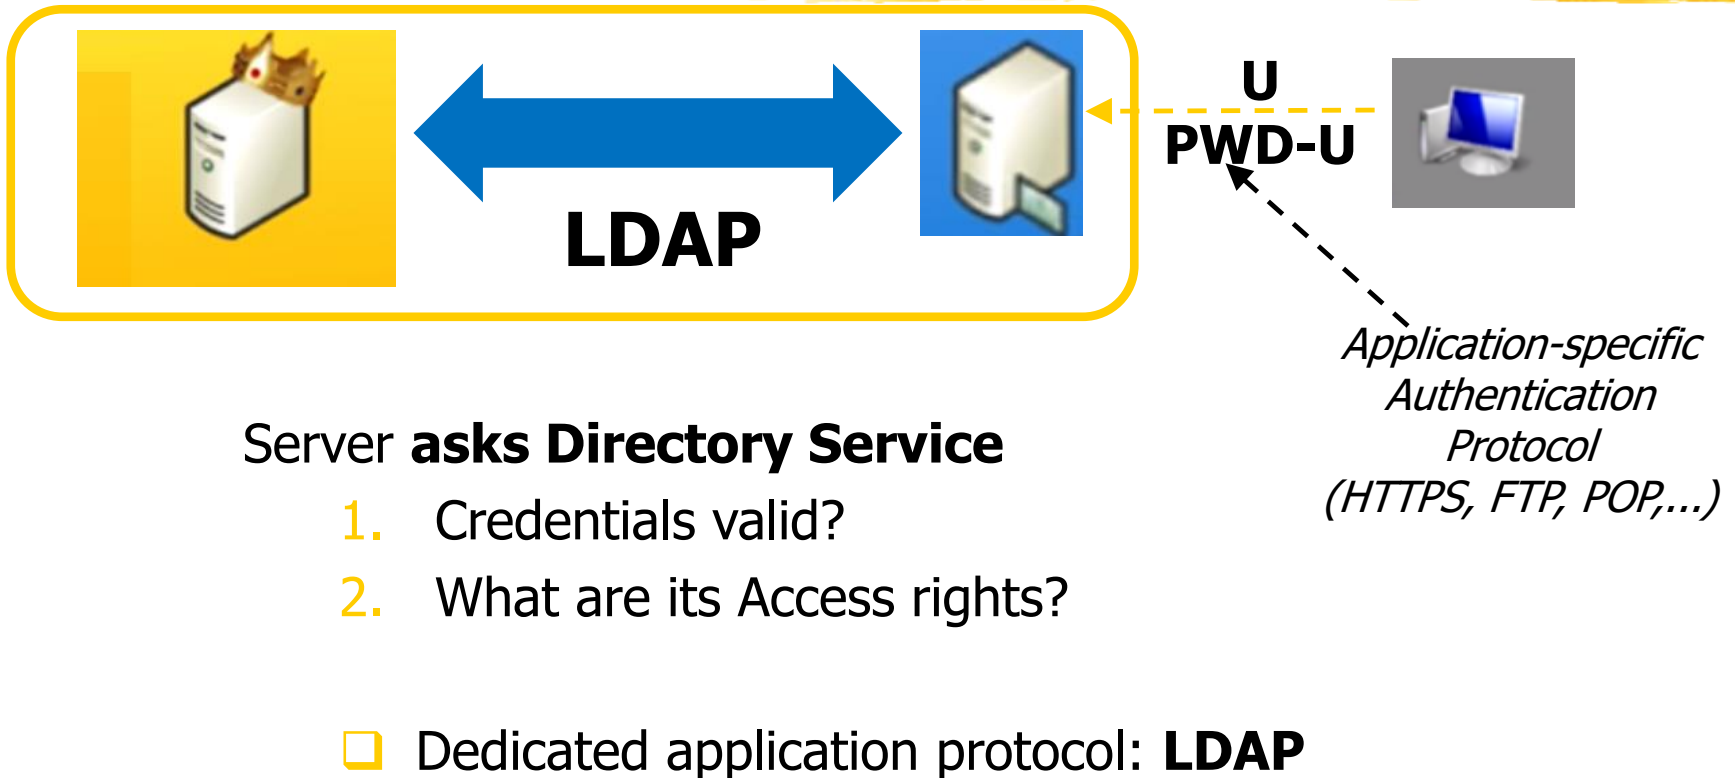 U
PWD-U
LDAP
Application-specific
Authentication
Protocol
(HTTPS, FTP, POP,...)
Server asks Directory Service
1. Credentials valid?
2. What are its Access rights?
❑ Dedicated application protocol: LDAP